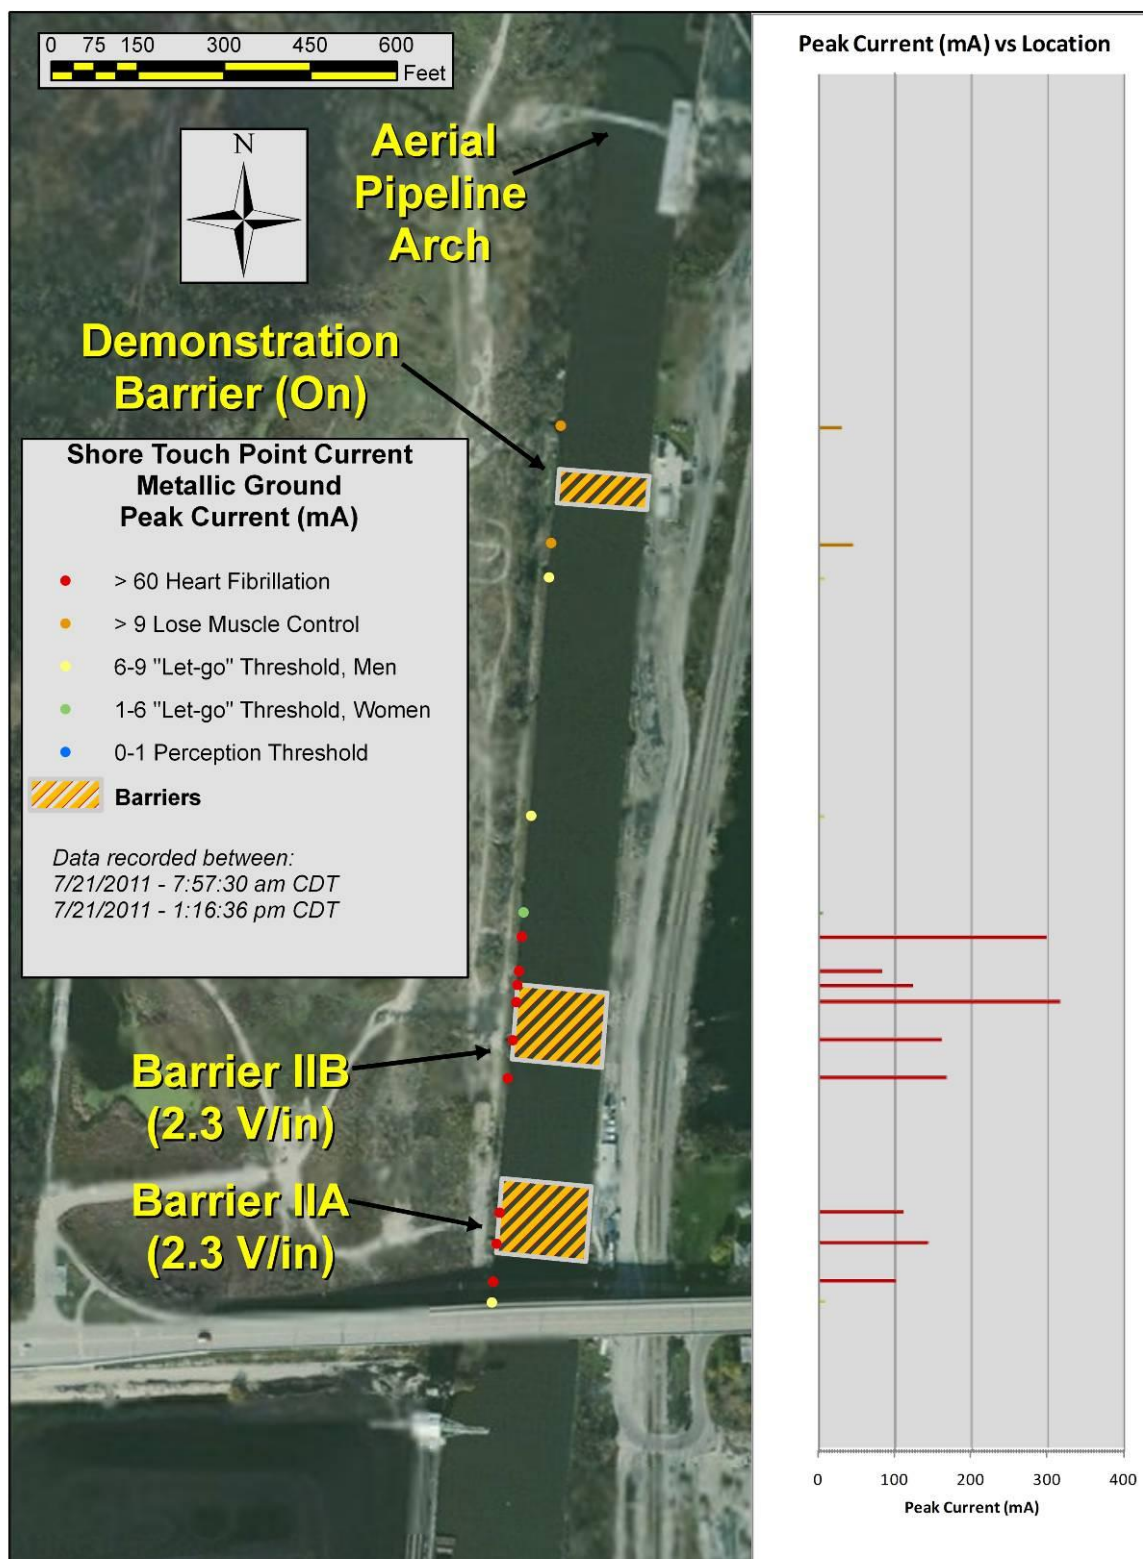 0 75 150 300 450 600
Feet
N
Aerial
Pipeline
Arch
Demonstration
Barrier (On)
Shore Touch Point Current
Metallic Ground
Peak Current (mA)
> 60 Heart Fibrillation
> 9 Lose Muscle Control
6-9 "Let-go" Threshold, Men
1-6 "Let-go" Threshold, Women
0-1 Perception Threshold
Barriers
Data recorded between:
7/21/2011 - 7:57:30 am CDT
7/21/2011 - 1:16:36 pm CDT
Barrier IIB
(2.3 V/in)
Barrier IIA
(2.3 V/in)
Peak Current (mA) vs Location
0 100 200 300 400
Peak Current (mA)